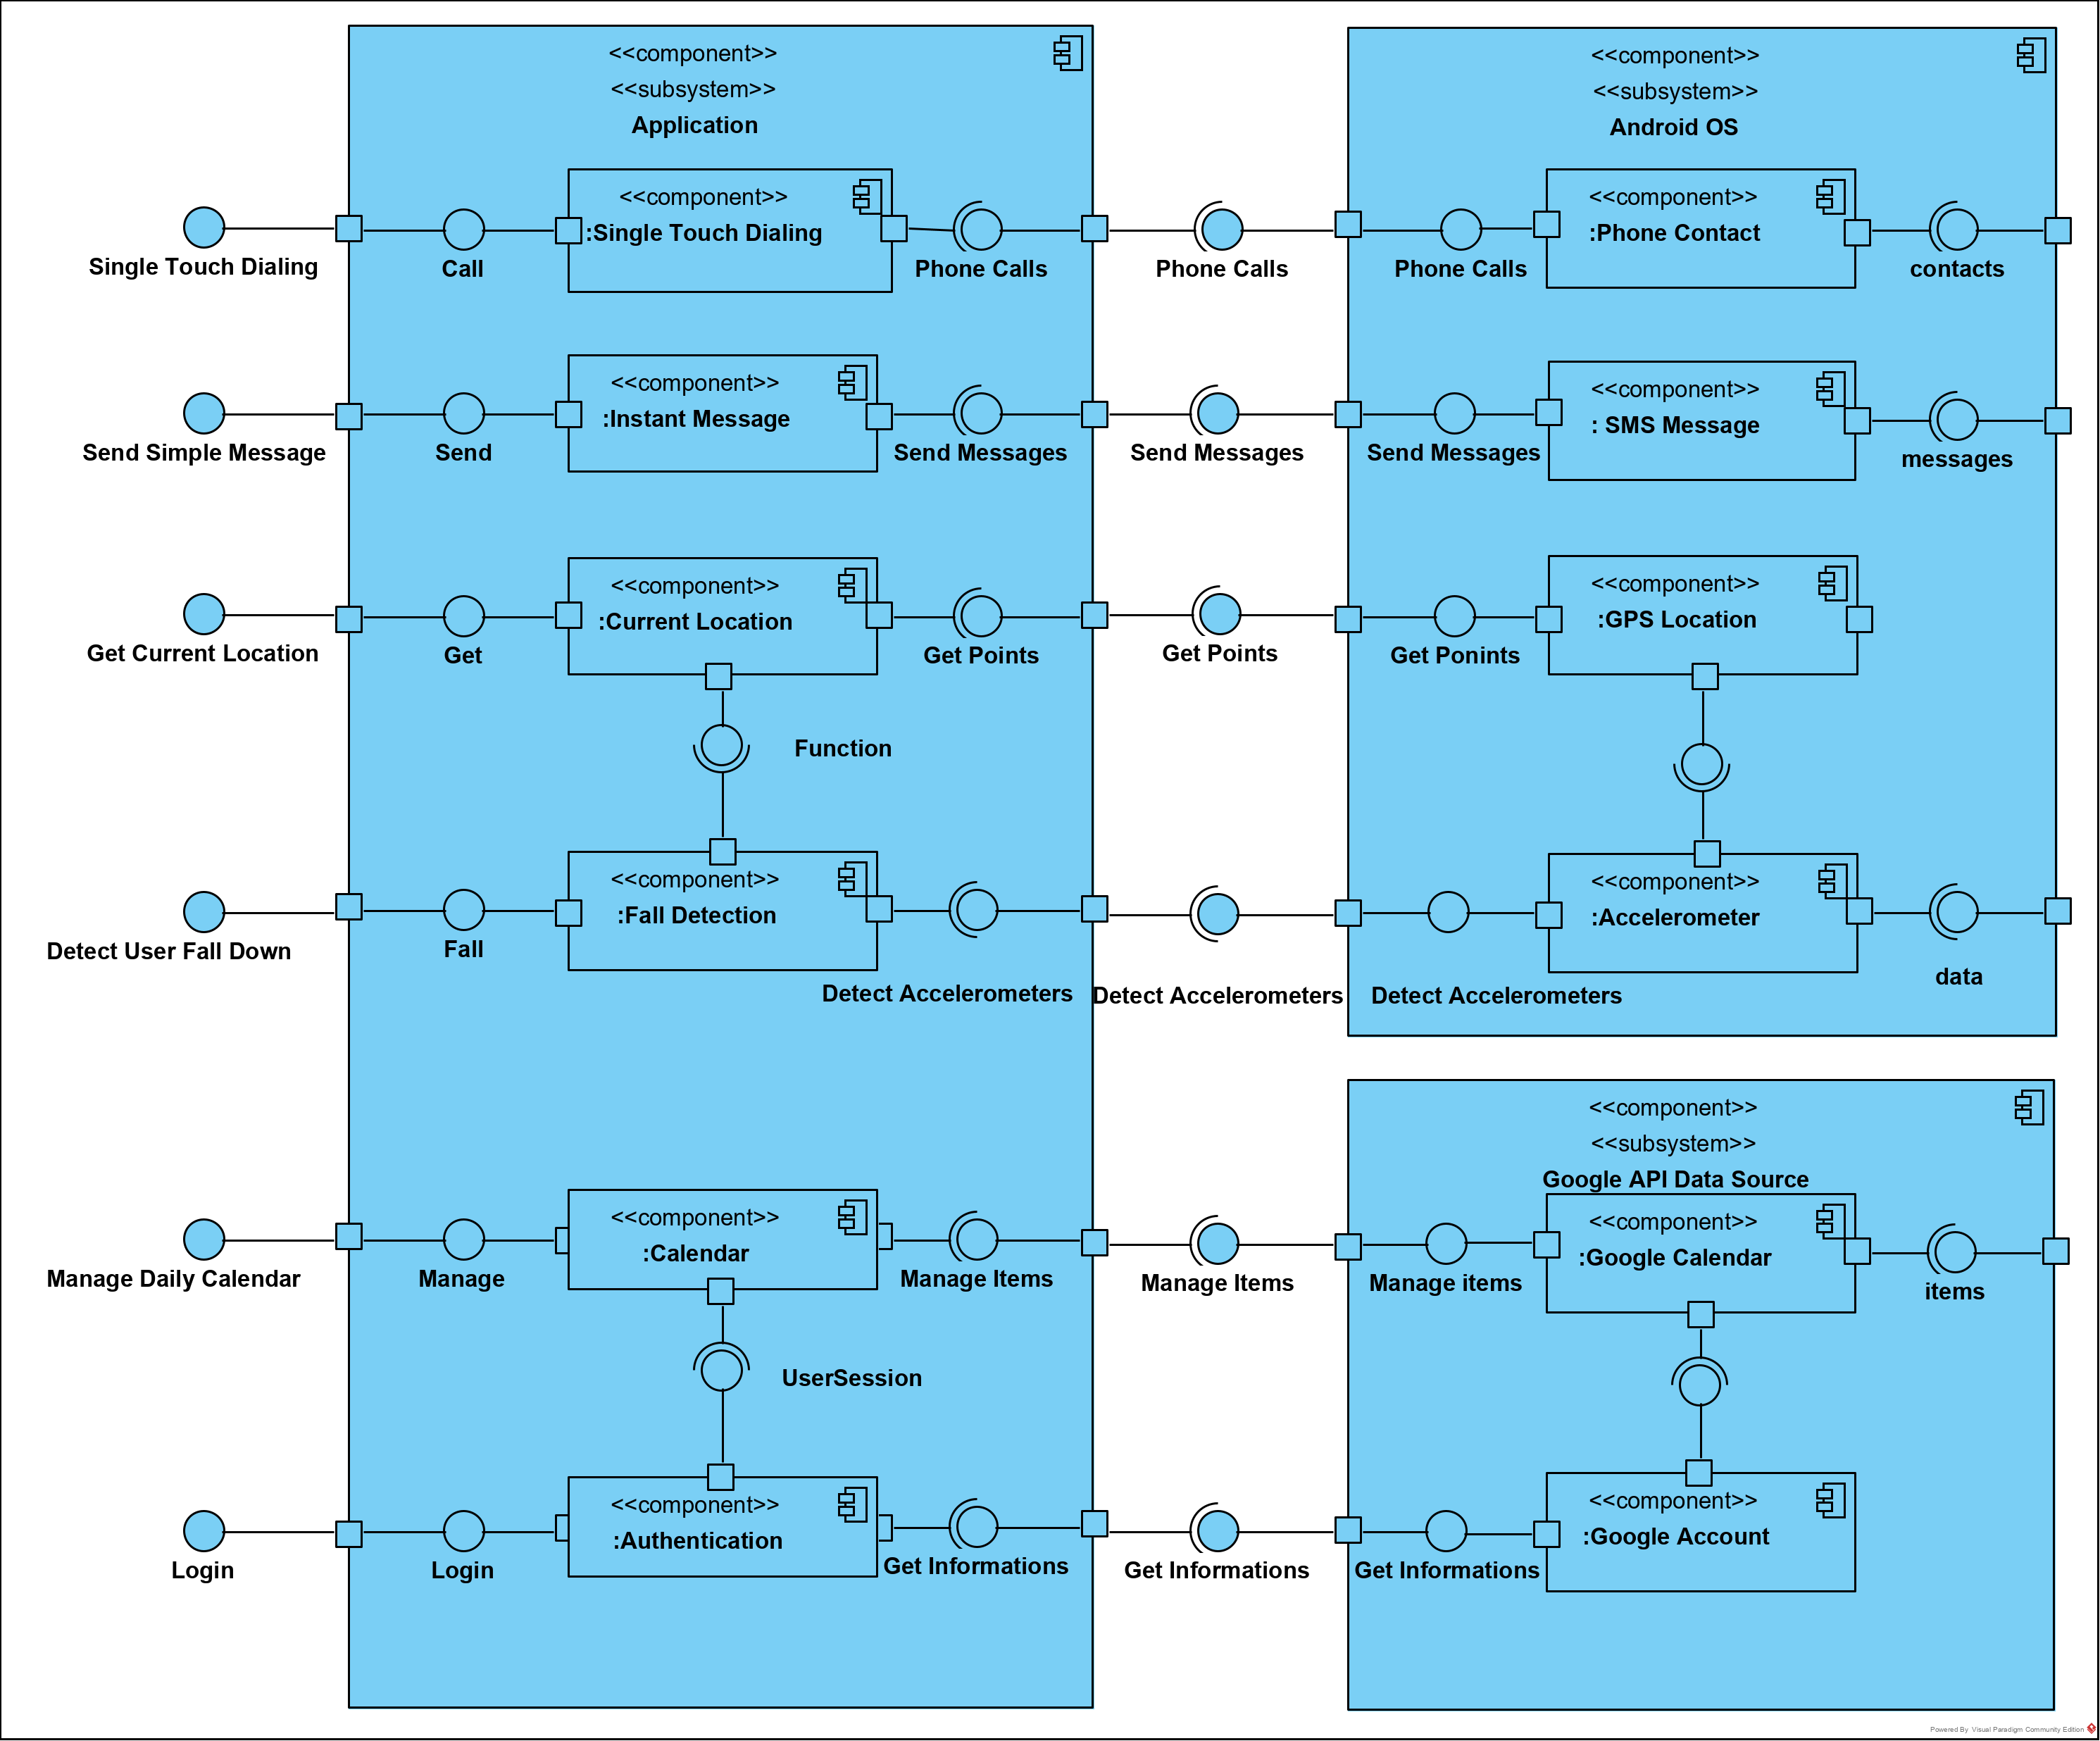 <<component>>
<<subsystem>>
Application
<<component>>
<<subsystem>>
Android OS
Single Touch Dialing
Call
<<component>>
:Single Touch Dialing
Phone Calls
Phone Calls
Phone Calls
<<component>>
:Phone Contact
contacts
Send Simple Message
Send
<<component>>
:Instant Message
Send Messages
Send Messages
Send Messages
<<component>>
: SMS Message
messages
Get Current Location
Get
<<component>>
:Current Location
Get Points
Get Points
Get Ponints
<<component>>
:GPS Location
Function
Detect User Fall Down
Fall
<<component>>
:Fall Detection
Detect Accelerometers
Detect Accelerometers
Detect Accelerometers
<<component>>
:Accelerometer
data
<<component>>
<<subsystem>>
Google API Data Source
Manage Daily Calendar
Manage
<<component>>
:Calendar
Manage Items
Manage Items
Manage items
<<component>>
:Google Calendar
items
UserSession
Login
Login
<<component>>
:Authentication
Get Informations
Get Informations
Get Informations
<<component>>
:Google Account
Powered By Visual Paradigm Community Edition